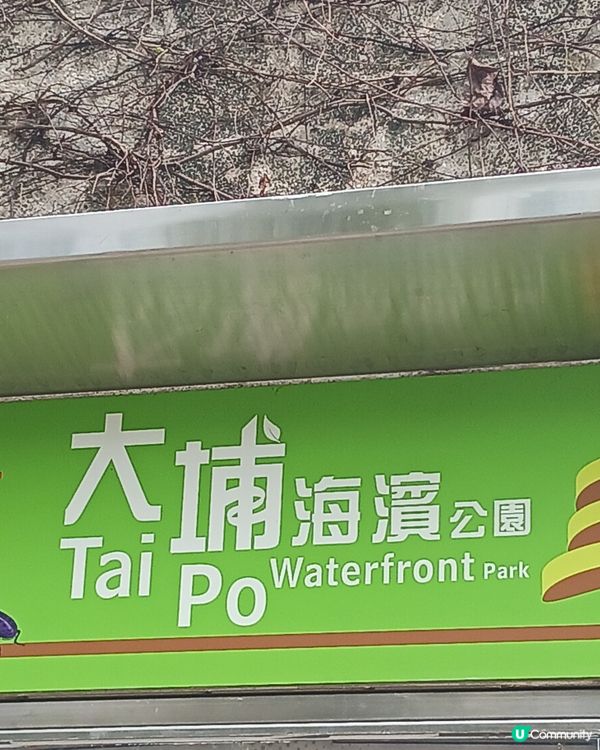 大埔海濱公園
Tai Po Waterfront Park
U Community